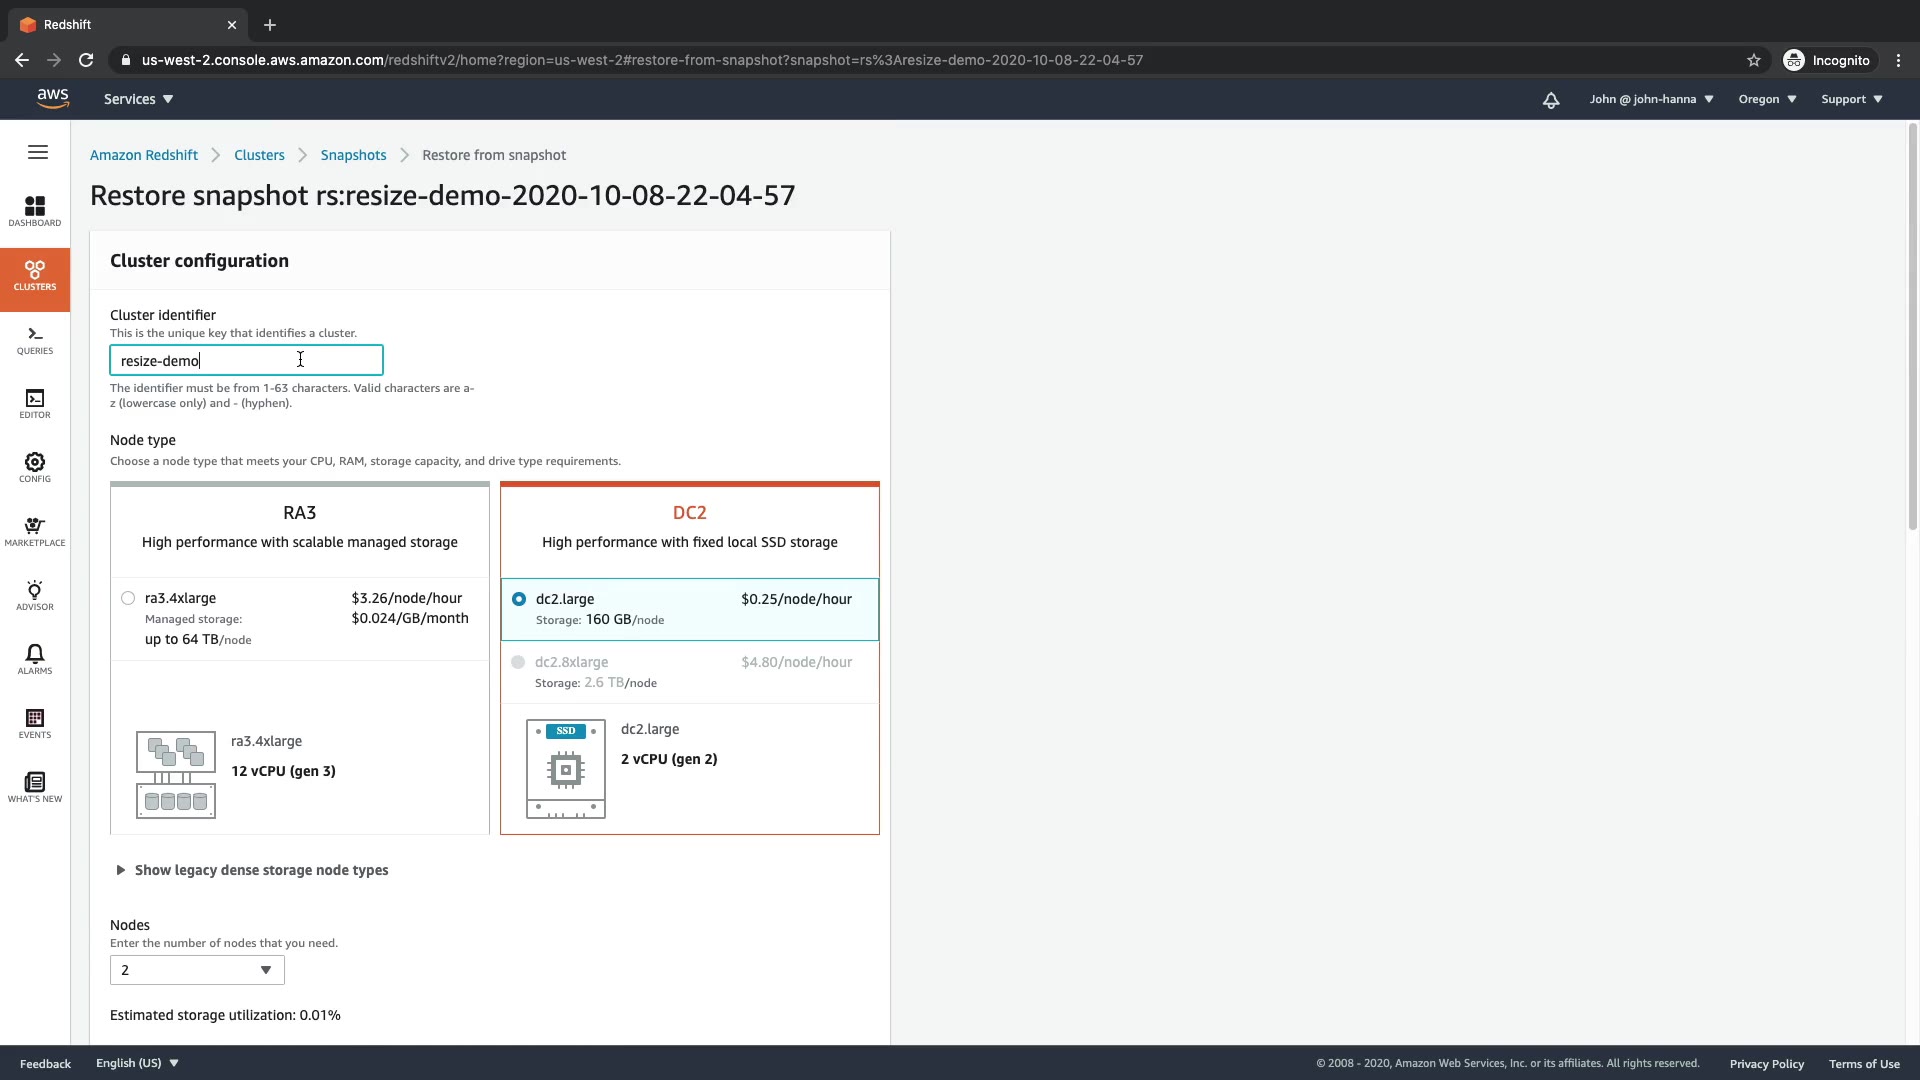 Redshift
us-west-2.console.aws.amazon.com/redshiftv2/home?region=us-west-2#restore-from-snapshot?snapshot=rs%3Aresize-demo-2020-10-08-22-04-57
Incognito
aws
Services
John @ john-hanna
Oregon
Support
Amazon Redshift
Clusters
Snapshots
Restore from snapshot
Restore snapshot rs:resize-demo-2020-10-08-22-04-57
DASHBOARD
CLUSTERS
QUERIES
EDITOR
CONFIG
MARKETPLACE
ADVISOR
ALARMS
EVENTS
WHAT'S NEW
Cluster configuration
Cluster identifier
This is the unique key that identifies a cluster.
resize-demo
The identifier must be from 1-63 characters. Valid characters are a-
z (lowercase only) and - (hyphen).
Node type
Choose a node type that meets your CPU, RAM, storage capacity, and drive type requirements.
RA3
High performance with scalable managed storage
ra3.4xlarge
$3.26/node/hour
Managed storage:
$0.024/GB/month
up to 64 TB/node
ra3.4xlarge
12 vCPU (gen 3)
DC2
High performance with fixed local SSD storage
dc2.large
$0.25/node/hour
Storage: 160 GB/node
dc2.8xlarge
$4.80/node/hour
Storage: 2.6 TB/node
SSD
dc2.large
2 vCPU (gen 2)
Show legacy dense storage node types
Nodes
Enter the number of nodes that you need.
2
Estimated storage utilization: 0.01%
Feedback
English (US)
© 2008 - 2020, Amazon Web Services, Inc. or its affiliates. All rights reserved.
Privacy Policy
Terms of Use